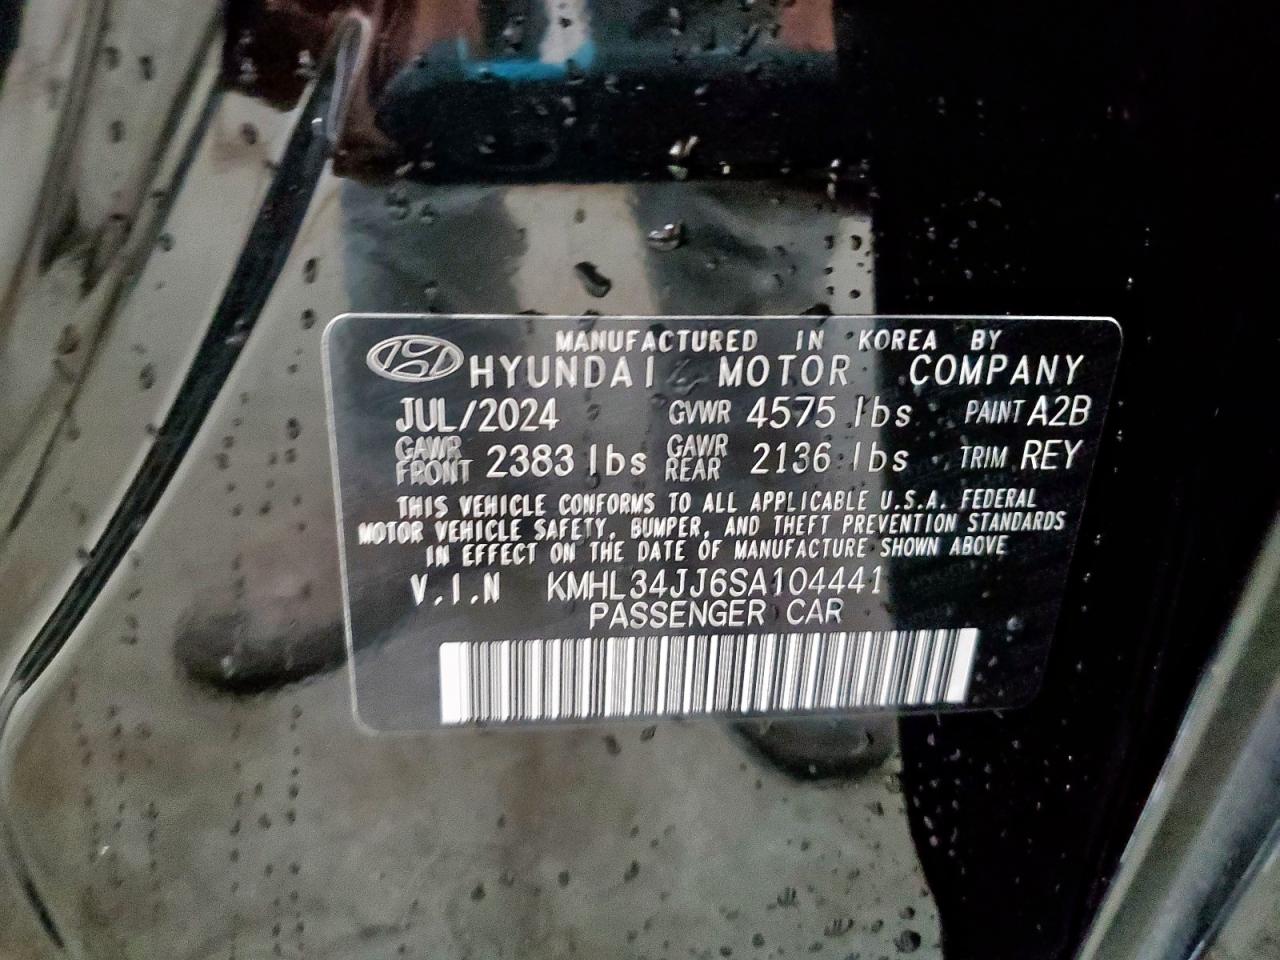 MANUFACTURED IN KOREA BY
HYUNDAI MOTOR COMPANY
JUL/2024 GVWR 4575 lbs PAINT A2B
GAWR FRONT 2383 lbs GAWR REAR 2136 lbs TRIM REY
THIS VEHICLE CONFORMS TO ALL APPLICABLE U.S.A. FEDERAL
MOTOR VEHICLE SAFETY, BUMPER, AND THEFT PREVENTION STANDARDS
IN EFFECT ON THE DATE OF MANUFACTURE SHOWN ABOVE
V.I.N KMHL34JJ6SA104441
PASSENGER CAR